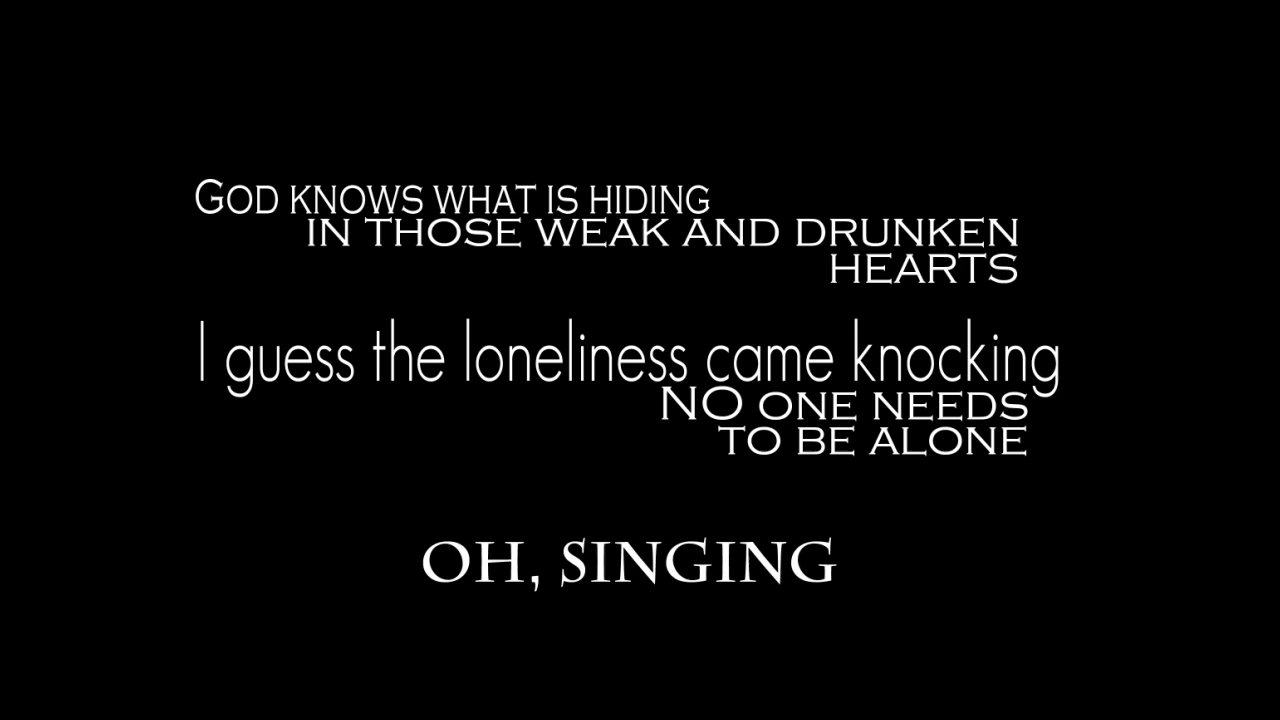 GOD KNOWS WHAT IS HIDING
IN THOSE WEAK AND DRUNKEN
HEARTS
I guess the loneliness came knocking
NO ONE NEEDS
TO BE ALONE
OH, SINGING